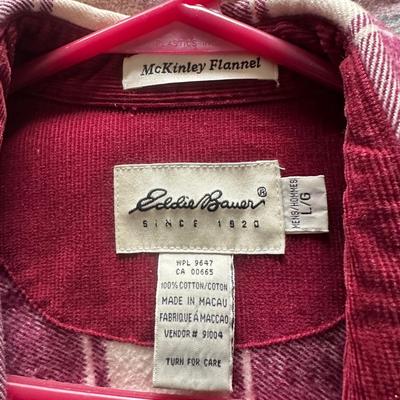 McKinley Flannel
Eddie Bauer®
SINCE 1920
MENS/HOMMES
L/G
WPL 9647
CA 00665
100% COTTON/COTON
MADE IN MACAU
FABRIQUÉ À MACCAO
VENDOR# 91004
TURN FOR CARE